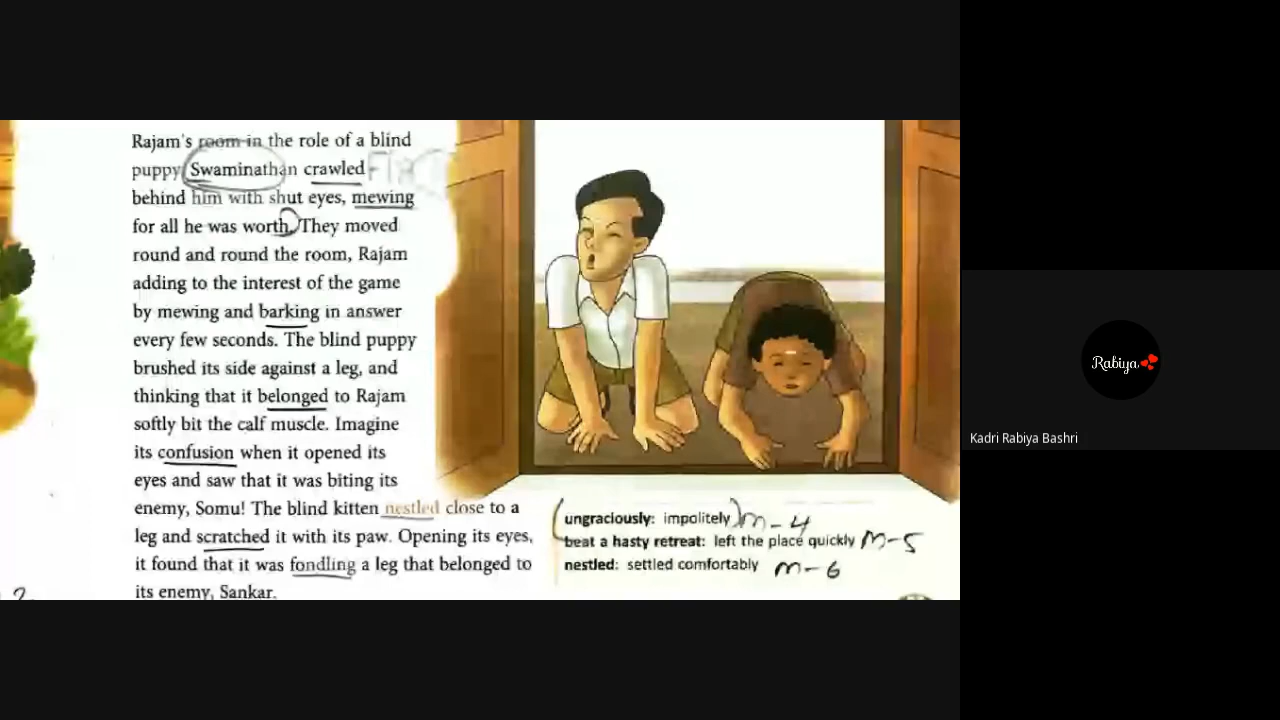 Rajam's room in the role of a blind
puppy Swaminathan crawled
behind him with shut eyes, mewing
for all he was worth. They moved
round and round the room, Rajam
adding to the interest of the game
by mewing and barking in answer
every few seconds. The blind puppy
brushed its side against a leg, and
thinking that it belonged to Rajam
softly bit the calf muscle. Imagine
its confusion when it opened its
eyes and saw that it was biting its
enemy, Somu! The blind kitten nestled close to a
leg and scratched it with its paw. Opening its eyes,
it found that it was fondling a leg that belonged to
its enemy, Sankar.
ungraciously: impolitely m-4
beat a hasty retreat: left the place quickly m-5
nestled: settled comfortably m-6
2.
Rabiya
Kadri Rabiya Bashri